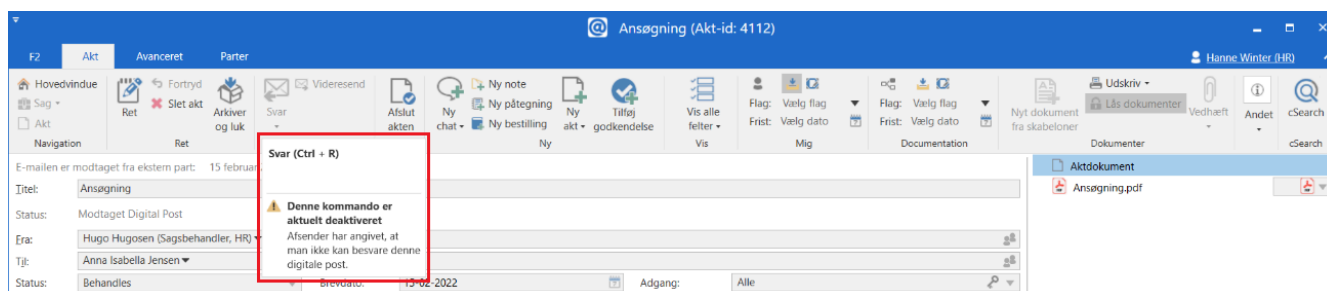 Ansøgning (Akt-id: 4112)
F2 Akt Avanceret Parter Hanne Winter (HR)
Hovedvindue
Sag
Akt
Navigation
Ret
Fortryd
Slet akt
Arkiver
og luk
Ret
Svar
Videresend
Afslut
akten
Ny
chat
Ny note
Ny påtegning
Ny bestilling
Ny
akt
Tilføj
godkendelse
Ny
Vis alle
felter
Vis
Flag: Vælg flag
Frist: Vælg dato
Mig
Flag: Vælg flag
Frist: Vælg dato
Documentation
Nyt dokument
fra skabeloner
Udskriv
Lås dokumenter
Vedhæft
Dokumenter
Andet
cSearch
cSearch
Svar (Ctrl + R)
Denne kommando er
aktuelt deaktiveret
Afsender har angivet, at
man ikke kan besvare denne
digitale post.
E-mailen er modtaget fra ekstern part: 15 februar
Titel: Ansøgning
Status: Modtaget Digital Post
Fra: Hugo Hugosen (Sagsbehandler, HR)
Til: Anna Isabella Jensen
Status: Behandles Brevdato: 15-02-2022 Adgang: Alle
Aktdokument
Ansøgning.pdf